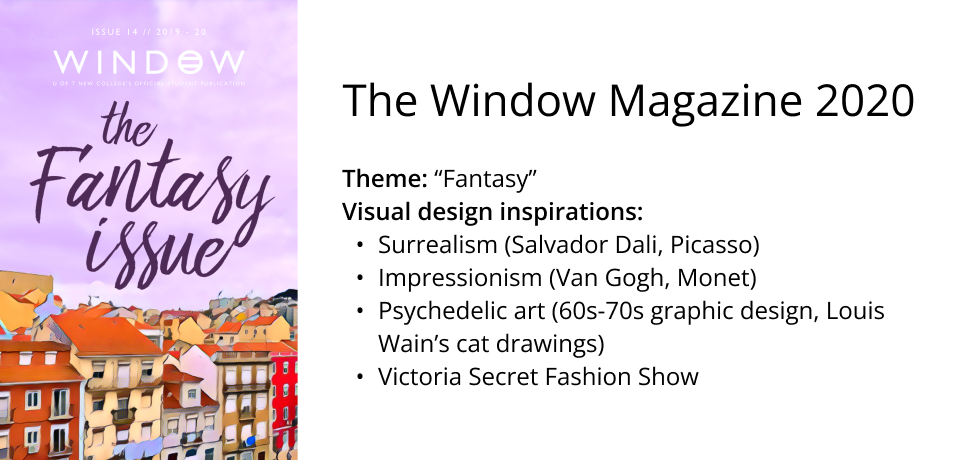 ISSUE 14 // 2019 - 20
WINDOW
U OF T NEW COLLEGE'S OFFICIAL STUDENT PUBLICATION
the
Fantasy
issue
The Window Magazine 2020
Theme: “Fantasy”
Visual design inspirations:
• Surrealism (Salvador Dali, Picasso)
• Impressionism (Van Gogh, Monet)
• Psychedelic art (60s-70s graphic design, Louis
Wain’s cat drawings)
• Victoria Secret Fashion Show